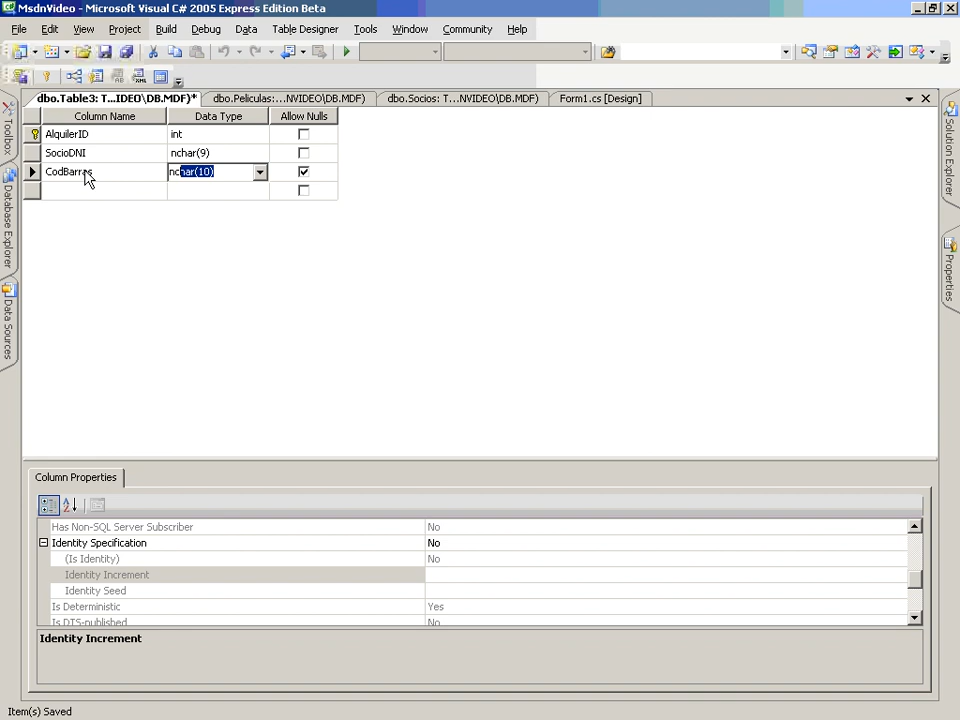 MsdnVideo - Microsoft Visual C# 2005 Express Edition Beta
File Edit View Project Build Debug Data Table Designer Tools Window Community Help
dbo.Table3: T...IDEO\DB.MDF)* dbo.Peliculas:...NVIDEO\DB.MDF) dbo.Socios: T...NVIDEO\DB.MDF) Form1.cs [Design]
Column Name Data Type Allow Nulls
AlquilerID int
SocioDNI nchar(9)
CodBarras nchar(10)
Toolbox
Database Explorer
Data Sources
Solution Explorer
Properties
Column Properties
Has Non-SQL Server Subscriber No
Identity Specification No
(Is Identity) No
Identity Increment
Identity Seed
Is Deterministic Yes
Is DTS-published No
Identity Increment
Item(s) Saved